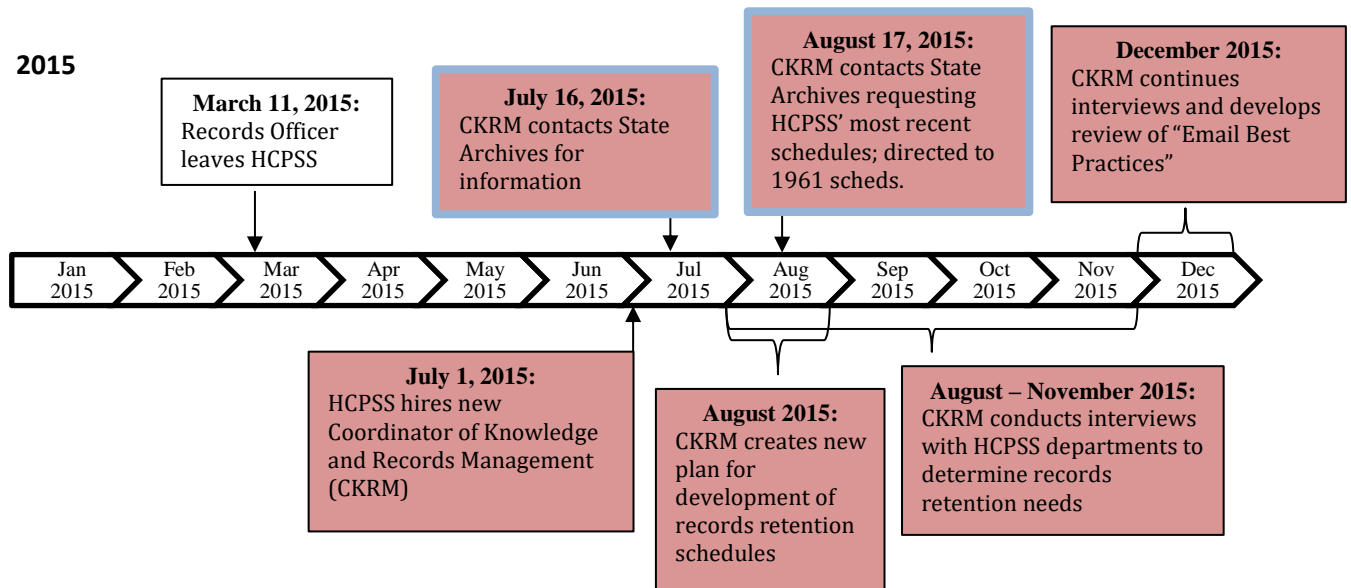 2015
March 11, 2015:
Records Officer
leaves HCPSS
July 16, 2015:
CKRM contacts State
Archives for
information
August 17, 2015:
CKRM contacts State
Archives requesting
HCPSS’ most recent
schedules; directed to
1961 scheds.
December 2015:
CKRM continues
interviews and develops
review of “Email Best
Practices”
Jan
2015
Feb
2015
Mar
2015
Apr
2015
May
2015
Jun
2015
Jul
2015
Aug
2015
Sep
2015
Oct
2015
Nov
2015
Dec
2015
July 1, 2015:
HCPSS hires new
Coordinator of Knowledge
and Records Management
(CKRM)
August 2015:
CKRM creates new
plan for
development of
records retention
schedules
August – November 2015:
CKRM conducts interviews
with HCPSS departments to
determine records
retention needs